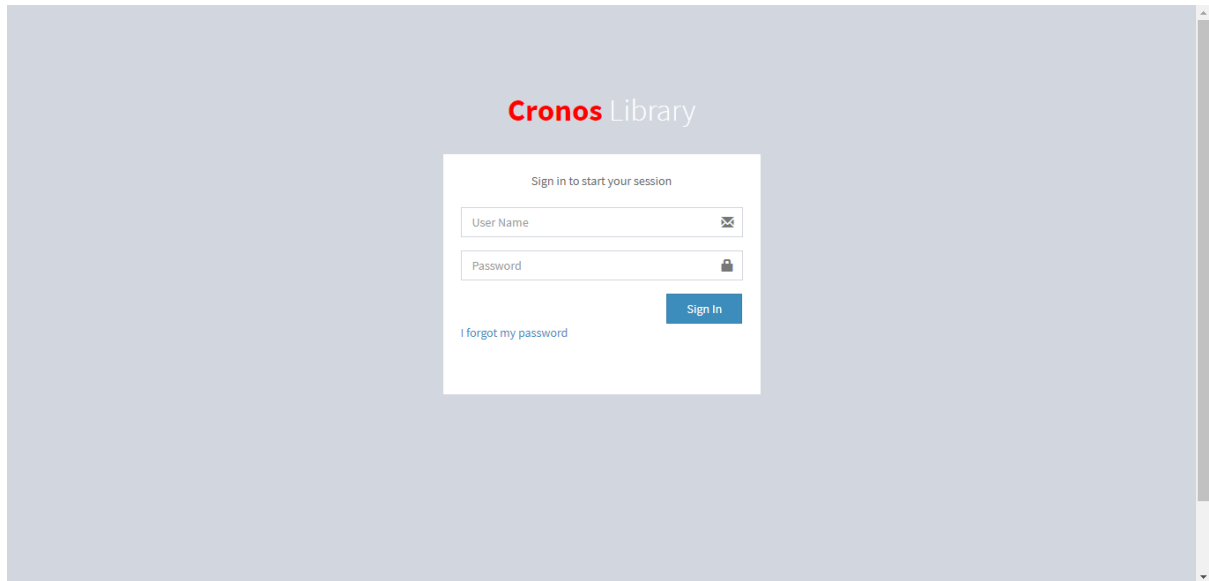 Cronos Library
Sign in to start your session
User Name
Password
Sign In
I forgot my password